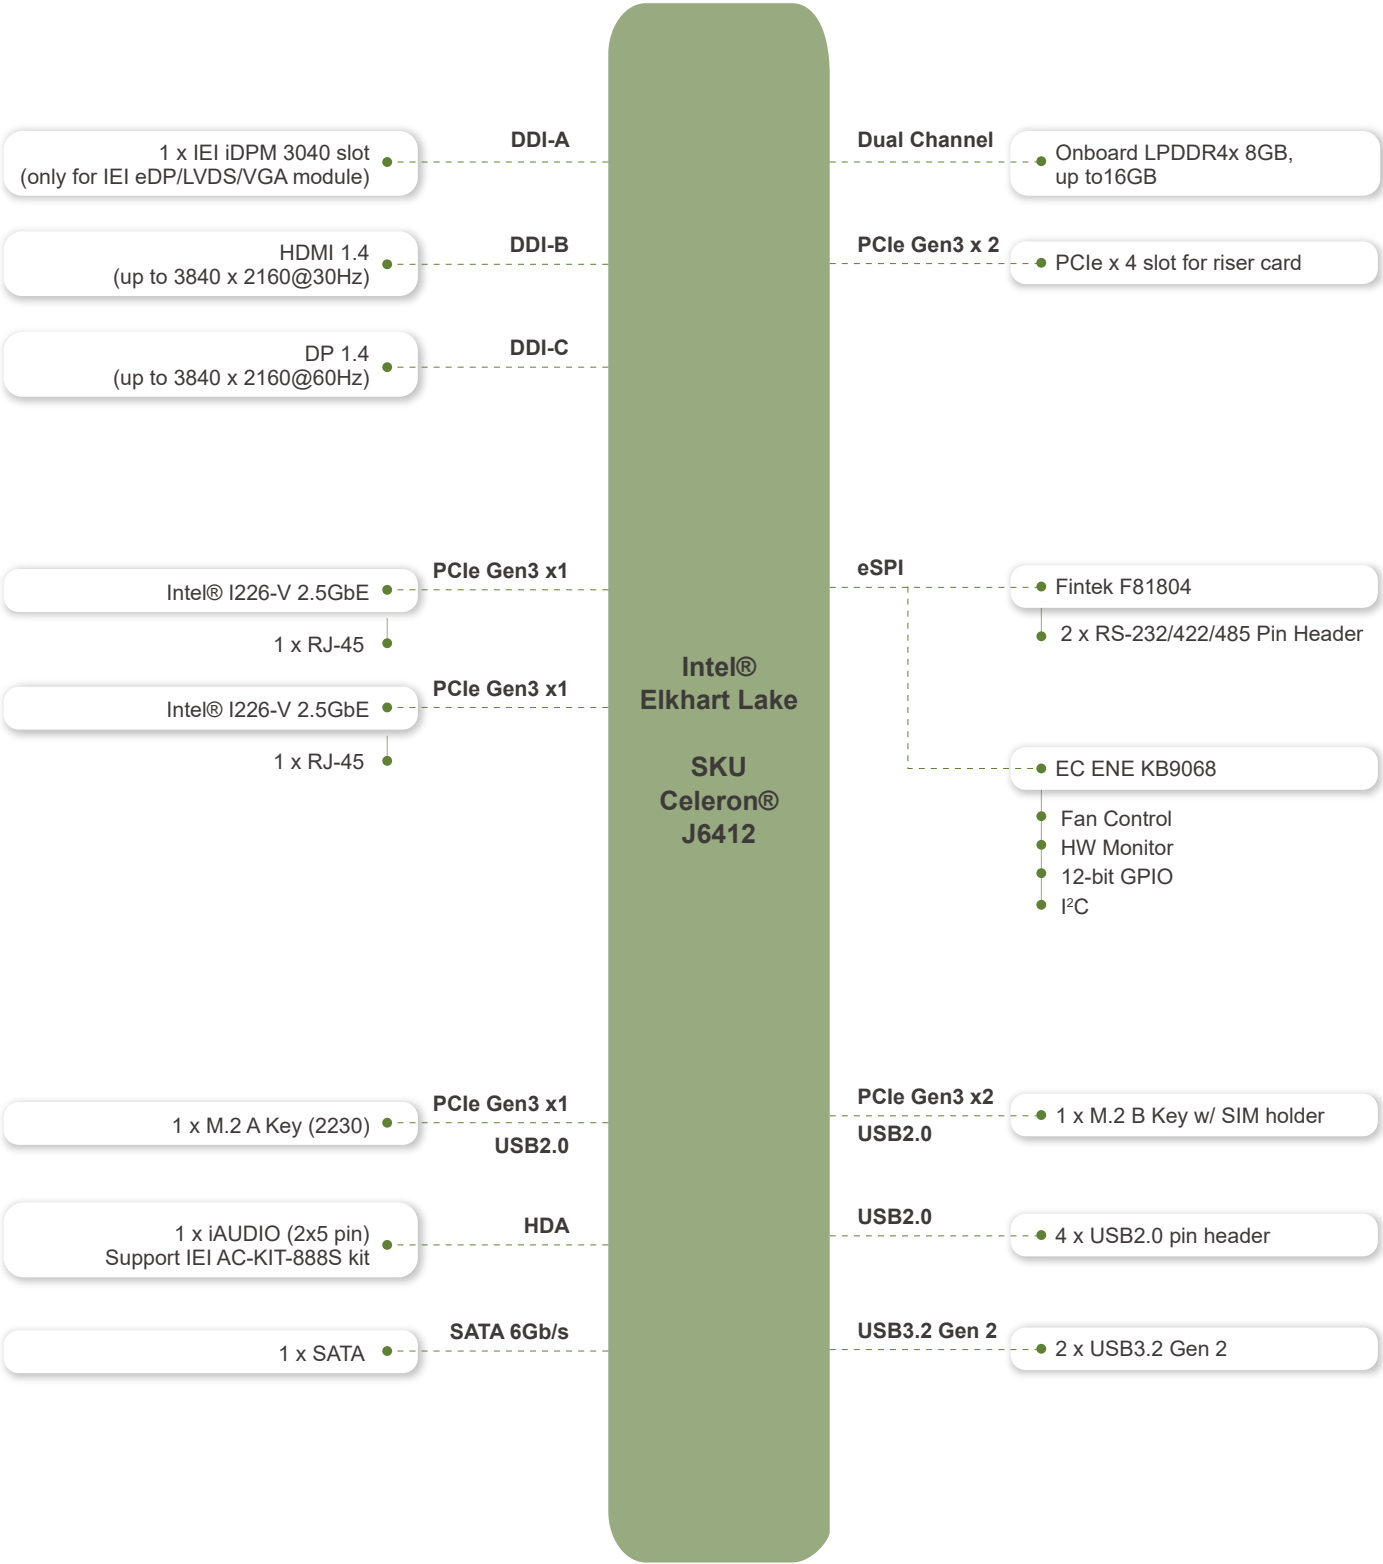 DDI-A
1 x IEI iDPM 3040 slot
(only for IEI eDP/LVDS/VGA module)
DDI-B
HDMI 1.4
(up to 3840 x 2160@30Hz)
DDI-C
DP 1.4
(up to 3840 x 2160@60Hz)
PCIe Gen3 x1
Intel® I226-V 2.5GbE
1 x RJ-45
PCIe Gen3 x1
Intel® I226-V 2.5GbE
1 x RJ-45
PCIe Gen3 x1
1 x M.2 A Key (2230)
USB2.0
HDA
1 x iAUDIO (2x5 pin)
Support IEI AC-KIT-888S kit
SATA 6Gb/s
1 x SATA
Intel®
Elkhart Lake
SKU
Celeron®
J6412
Dual Channel
Onboard LPDDR4x 8GB,
up to16GB
PCIe Gen3 x 2
PCIe x 4 slot for riser card
eSPI
Fintek F81804
2 x RS-232/422/485 Pin Header
EC ENE KB9068
Fan Control
HW Monitor
12-bit GPIO
I²C
PCIe Gen3 x2
1 x M.2 B Key w/ SIM holder
USB2.0
USB2.0
4 x USB2.0 pin header
USB3.2 Gen 2
2 x USB3.2 Gen 2